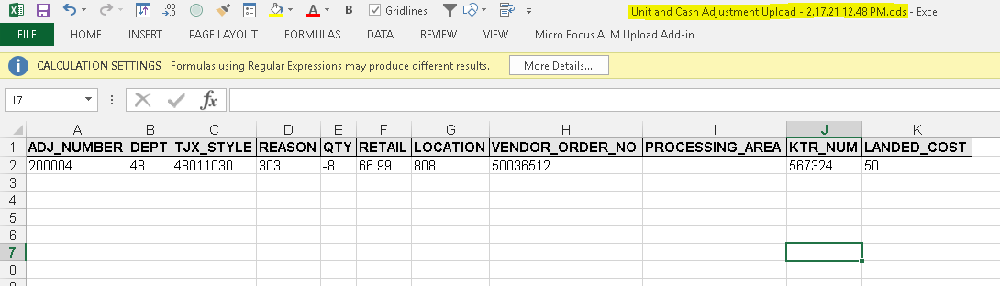 B Gridlines Unit and Cash Adjustment Upload - 2.17.21 12.48 PM.ods - Excel
FILE HOME INSERT PAGE LAYOUT FORMULAS DATA REVIEW VIEW Micro Focus ALM Upload Add-in
CALCULATION SETTINGS Formulas using Regular Expressions may produce different results. More Details...
J7 fx
A B C D E F G H I J K
1 ADJ_NUMBER DEPT TJX_STYLE REASON QTY RETAIL LOCATION VENDOR_ORDER_NO PROCESSING_AREA KTR_NUM LANDED_COST
2 200004 48 48011030 303 -8 66.99 808 50036512 567324 50
3
4
5
6
7
8